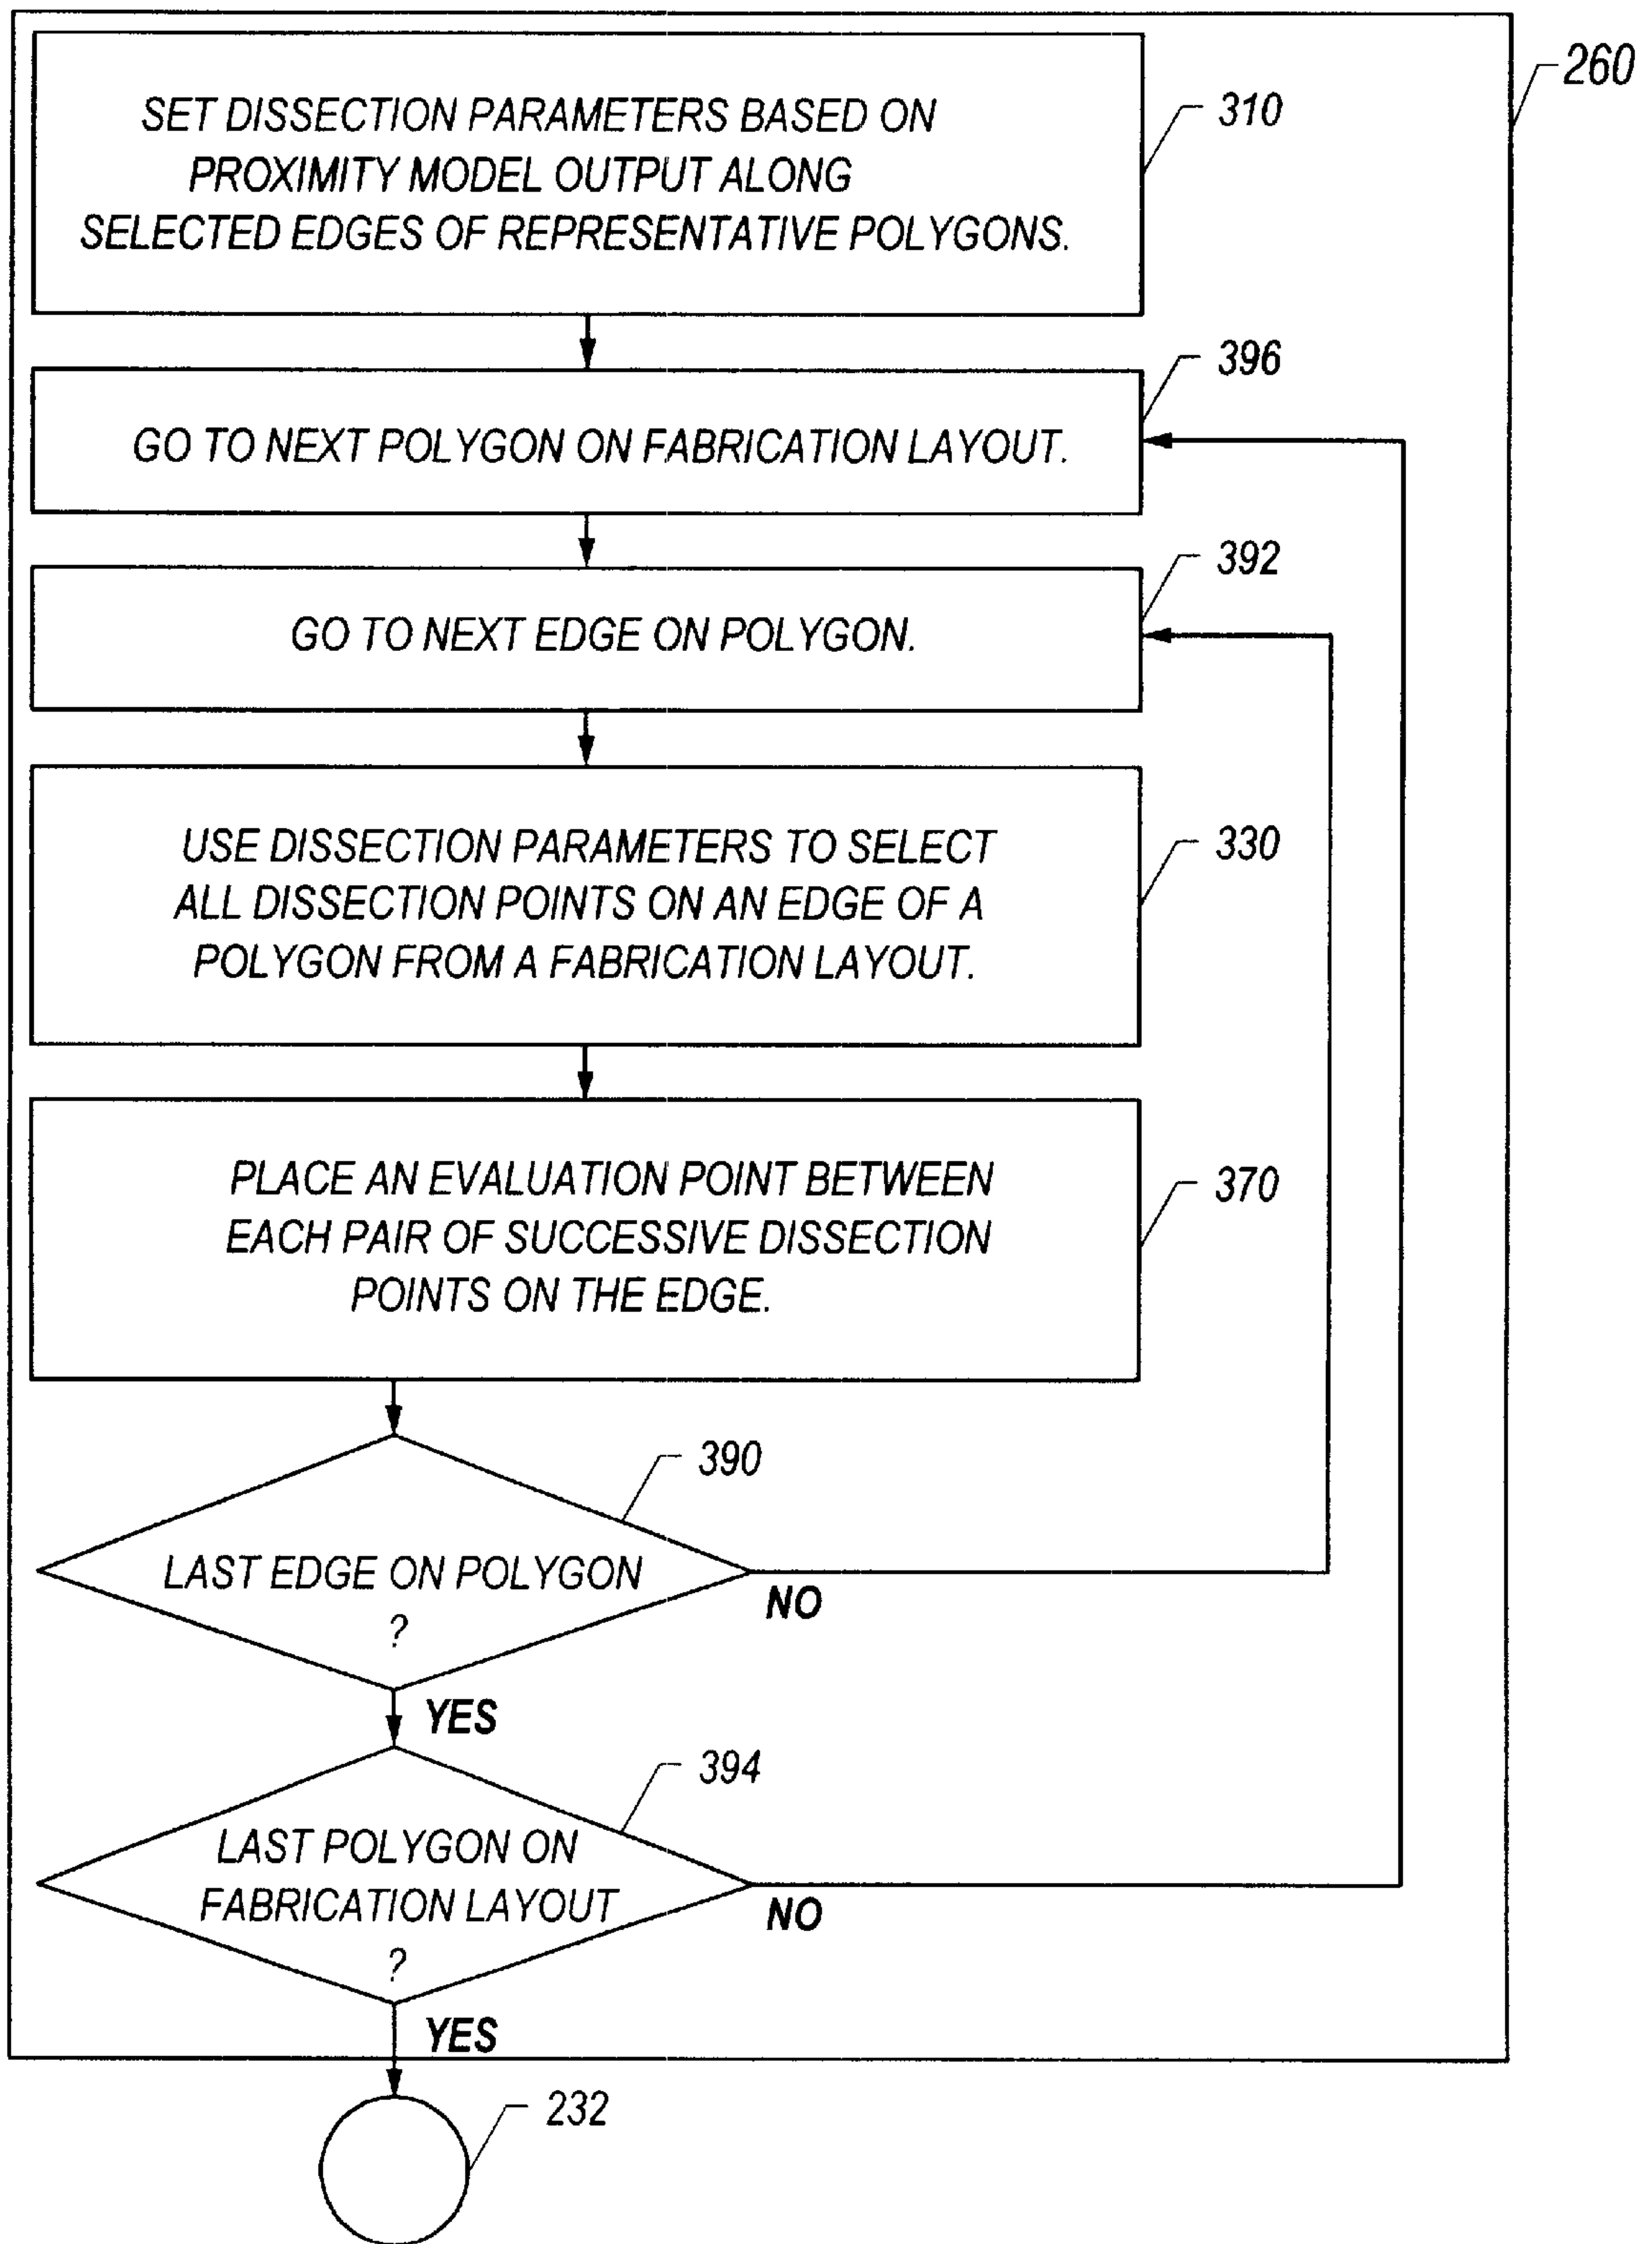 260
SET DISSECTION PARAMETERS BASED ON
PROXIMITY MODEL OUTPUT ALONG
SELECTED EDGES OF REPRESENTATIVE POLYGONS.
310
396
GO TO NEXT POLYGON ON FABRICATION LAYOUT.
392
GO TO NEXT EDGE ON POLYGON.
USE DISSECTION PARAMETERS TO SELECT
ALL DISSECTION POINTS ON AN EDGE OF A
POLYGON FROM A FABRICATION LAYOUT.
330
PLACE AN EVALUATION POINT BETWEEN
EACH PAIR OF SUCCESSIVE DISSECTION
POINTS ON THE EDGE.
370
390
LAST EDGE ON POLYGON
?
NO
YES
394
LAST POLYGON ON
FABRICATION LAYOUT
?
NO
YES
232